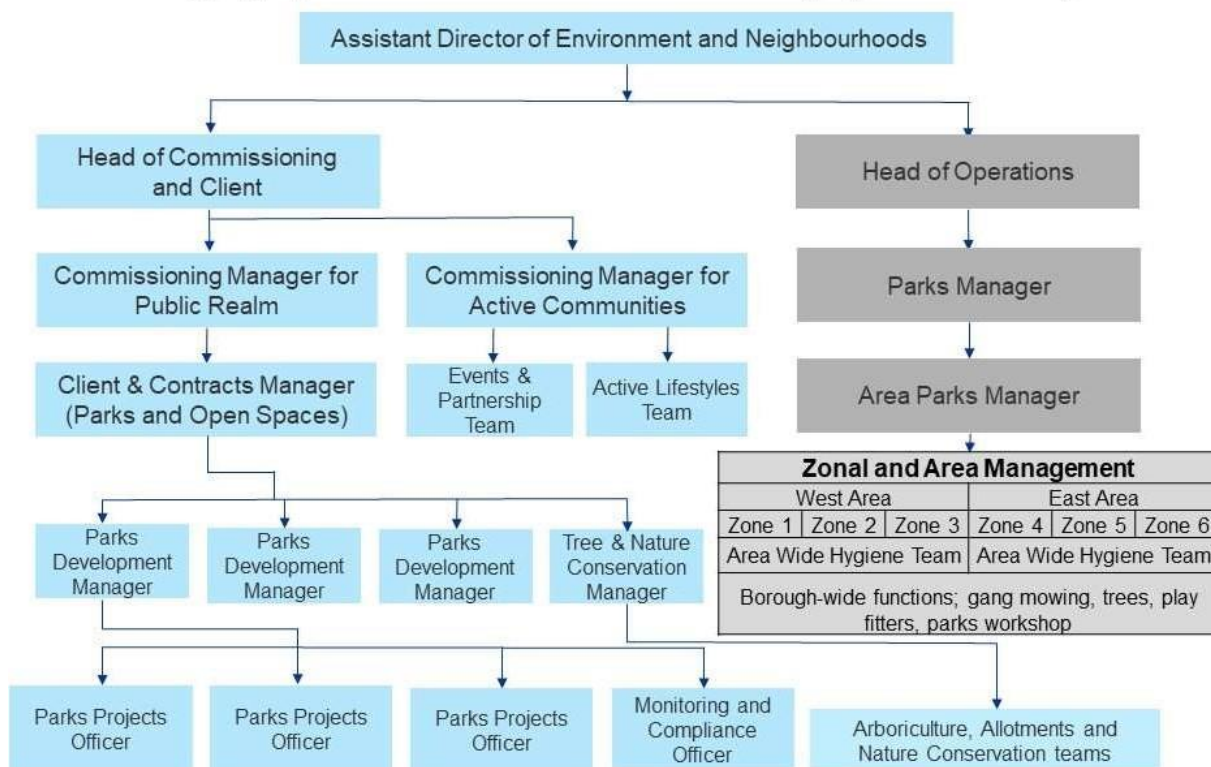 Assistant Director of Environment and Neighbourhoods
Head of Commissioning
and Client
Head of Operations
Commissioning Manager for
Public Realm
Commissioning Manager for
Active Communities
Parks Manager
Client & Contracts Manager
(Parks and Open Spaces)
Events &
Partnership
Team
Active Lifestyles
Team
Area Parks Manager
Zonal and Area Management
West Area
East Area
Zone 1
Zone 2
Zone 3
Zone 4
Zone 5
Zone 6
Area Wide Hygiene Team
Area Wide Hygiene Team
Borough-wide functions; gang mowing, trees, play
fitters, parks workshop
Parks
Development
Manager
Parks
Development
Manager
Parks
Development
Manager
Tree & Nature
Conservation
Manager
Parks Projects
Officer
Parks Projects
Officer
Parks Projects
Officer
Monitoring and
Compliance
Officer
Arboriculture, Allotments and
Nature Conservation teams